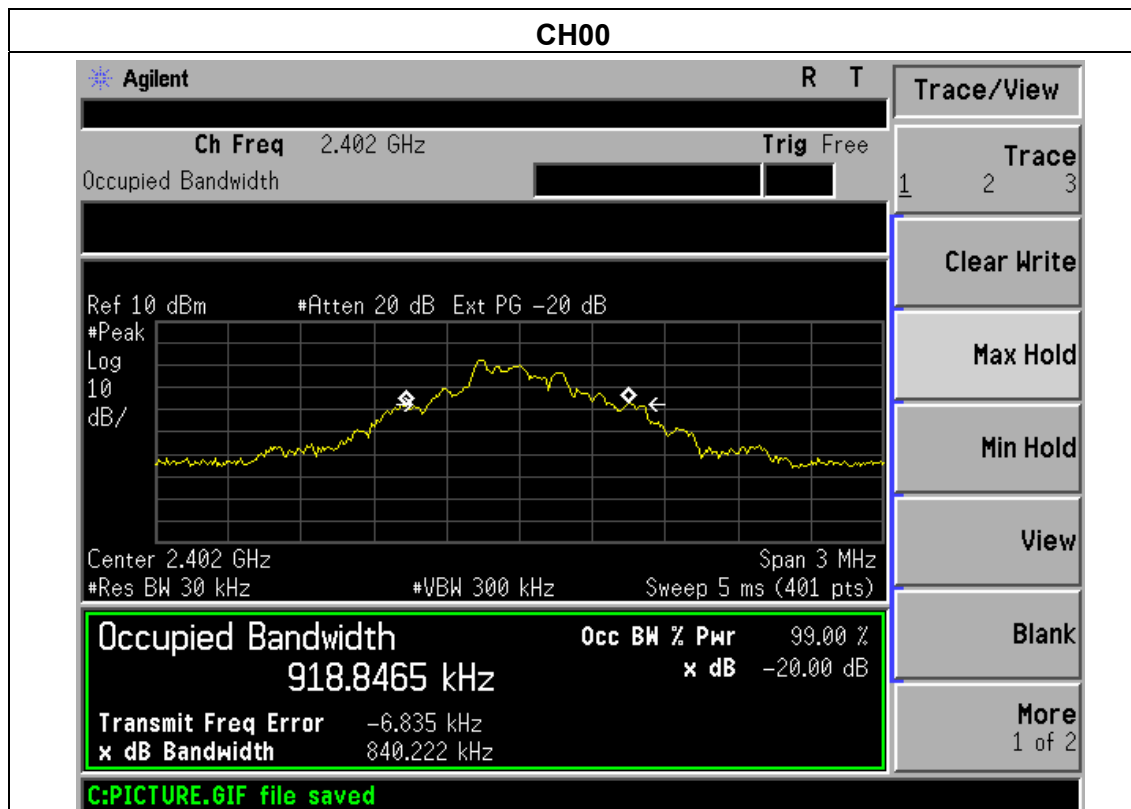 CH00
Agilent R T
Ch Freq 2.402 GHz Trig Free
Occupied Bandwidth
Ref 10 dBm #Atten 20 dB Ext PG -20 dB
#Peak
Log
10
dB/
Center 2.402 GHz Span 3 MHz
#Res BW 30 kHz #VBW 300 kHz Sweep 5 ms (401 pts)
Occupied Bandwidth Occ BW % Pwr 99.00 %
918.8465 kHz x dB -20.00 dB
Transmit Freq Error -6.835 kHz
x dB Bandwidth 840.222 kHz
C:PICTURE.GIF file saved
Trace/View
Trace
1 2 3
Clear Write
Max Hold
Min Hold
View
Blank
More
1 of 2